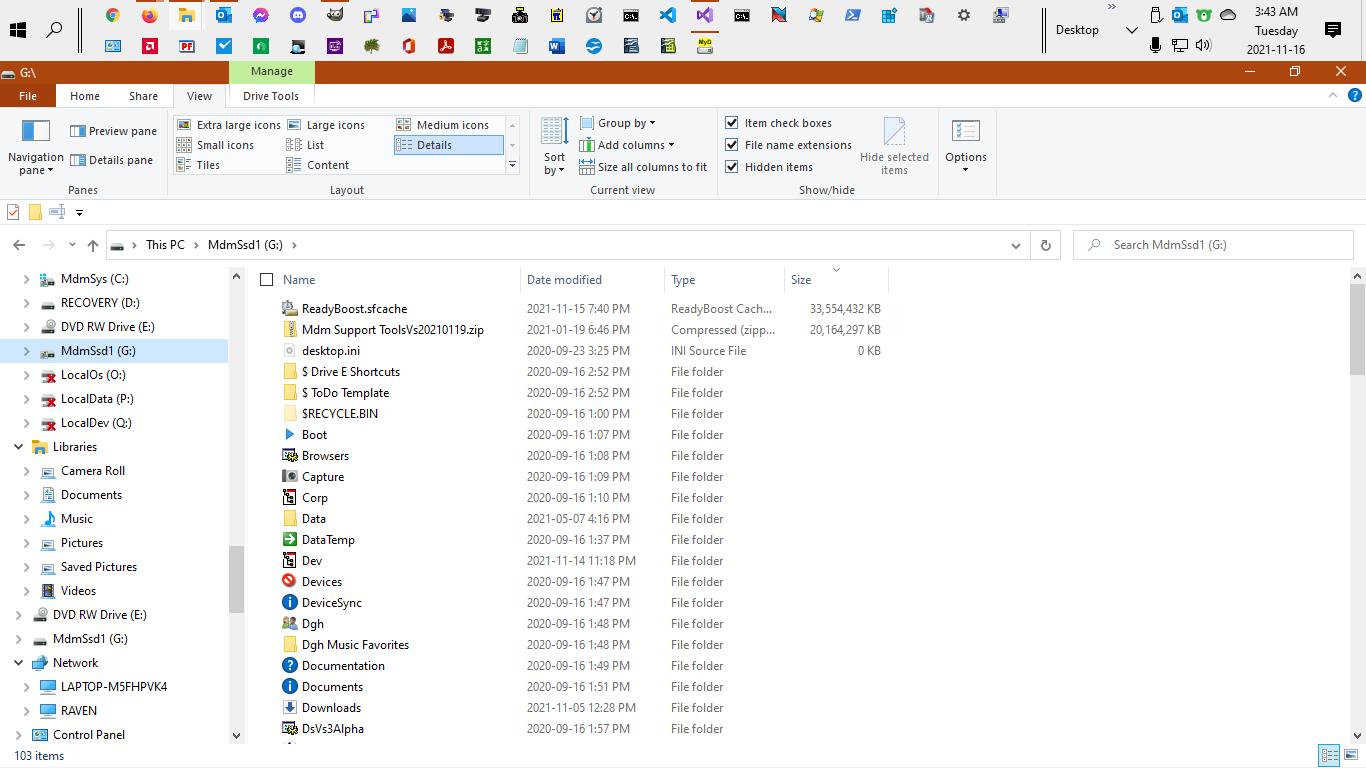 3:43 AM
Desktop
Tuesday
2021-11-16
G:\
Manage
File Home Share View Drive Tools
Navigation pane
Preview pane
Details pane
Panes
Extra large icons Large icons Medium icons
Small icons List Details
Tiles Content
Layout
Sort by
Group by
Add columns
Size all columns to fit
Current view
Item check boxes
File name extensions
Hidden items
Hide selected items
Show/hide
Options
This PC MdmSsd1 (G:)
Search MdmSsd1 (G:)
MdmSys (C:)
RECOVERY (D:)
DVD RW Drive (E:)
MdmSsd1 (G:)
LocalOs (O:)
LocalData (P:)
LocalDev (Q:)
Libraries
Camera Roll
Documents
Music
Pictures
Saved Pictures
Videos
DVD RW Drive (E:)
MdmSsd1 (G:)
Network
LAPTOP-M5FHPVK4
RAVEN
Control Panel
Name Date modified Type Size
ReadyBoost.sfcache 2021-11-15 7:40 PM ReadyBoost Cach... 33,554,432 KB
Mdm Support ToolsVs20210119.zip 2021-01-19 6:46 PM Compressed (zipp... 20,164,297 KB
desktop.ini 2020-09-23 3:25 PM INI Source File 0 KB
$ Drive E Shortcuts 2020-09-16 2:52 PM File folder
$ ToDo Template 2020-09-16 2:52 PM File folder
$RECYCLE.BIN 2020-09-16 1:00 PM File folder
Boot 2020-09-16 1:07 PM File folder
Browsers 2020-09-16 1:08 PM File folder
Capture 2020-09-16 1:09 PM File folder
Corp 2020-09-16 1:10 PM File folder
Data 2021-05-07 4:16 PM File folder
DataTemp 2020-09-16 1:37 PM File folder
Dev 2021-11-14 11:18 PM File folder
Devices 2020-09-16 1:47 PM File folder
DeviceSync 2020-09-16 1:47 PM File folder
Dgh 2020-09-16 1:48 PM File folder
Dgh Music Favorites 2020-09-16 1:48 PM File folder
Documentation 2020-09-16 1:49 PM File folder
Documents 2020-09-16 1:51 PM File folder
Downloads 2021-11-05 12:28 PM File folder
DsVs3Alpha 2020-09-16 1:57 PM File folder
103 items